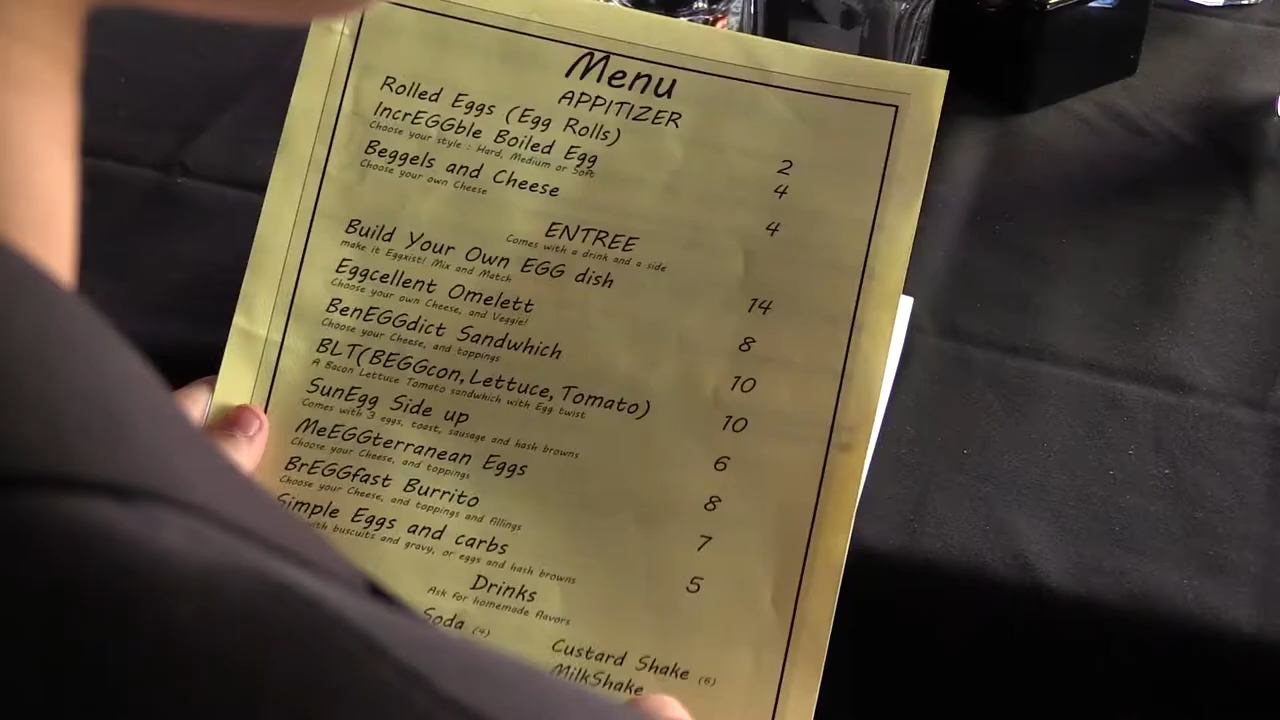 Menu
APPITIZER
Rolled Eggs (Egg Rolls) 2
IncrEGGble Boiled Egg 4
Choose your style : Hard, Medium or Soft
Beggels and Cheese 4
Choose your own Cheese
ENTREE
Comes with a drink and a side
Build Your Own EGG dish 14
make it Eggxist! Mix and Match
Eggcellent Omelett 8
Choose your own Cheese, and Veggie!
BenEGGdict Sandwhich 10
Choose your Cheese, and toppings
BLT(BEGGcon, Lettuce, Tomato) 10
A Bacon Lettuce Tomato sandwhich with Egg twist
SunEgg Side up 6
Comes with 3 eggs, toast, sausage and hash browns
MeEGGterranean Eggs 8
Choose your Cheese, and toppings
BrEGGfast Burrito 7
Choose your Cheese, and toppings and fillings
Simple Eggs and carbs 5
with buscuits and gravy, or eggs and hash browns
Drinks
Ask for homemade flavors
Soda (4)
Custard Shake (6)
MilkShake